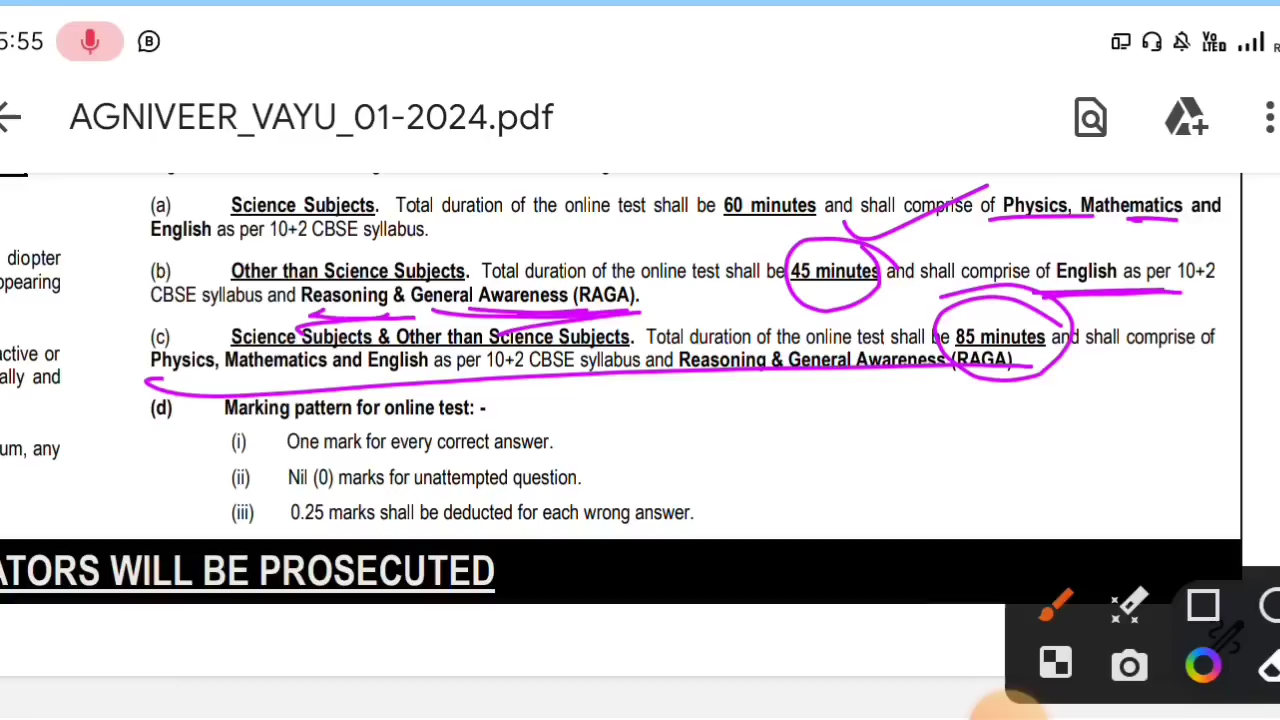 5:55
VoLTED
R
AGNIVEER_VAYU_01-2024.pdf
(a) Science Subjects. Total duration of the online test shall be 60 minutes and shall comprise of Physics, Mathematics and
English as per 10+2 CBSE syllabus.
diopter
ppearing
(b) Other than Science Subjects. Total duration of the online test shall be 45 minutes and shall comprise of English as per 10+2
CBSE syllabus and Reasoning & General Awareness (RAGA).
(c) Science Subjects & Other than Science Subjects. Total duration of the online test shall be 85 minutes and shall comprise of
Physics, Mathematics and English as per 10+2 CBSE syllabus and Reasoning & General Awareness (RAGA)
active or
ally and
(d) Marking pattern for online test: -
(i) One mark for every correct answer.
um, any
(ii) Nil (0) marks for unattempted question.
(iii) 0.25 marks shall be deducted for each wrong answer.
ATORS WILL BE PROSECUTED